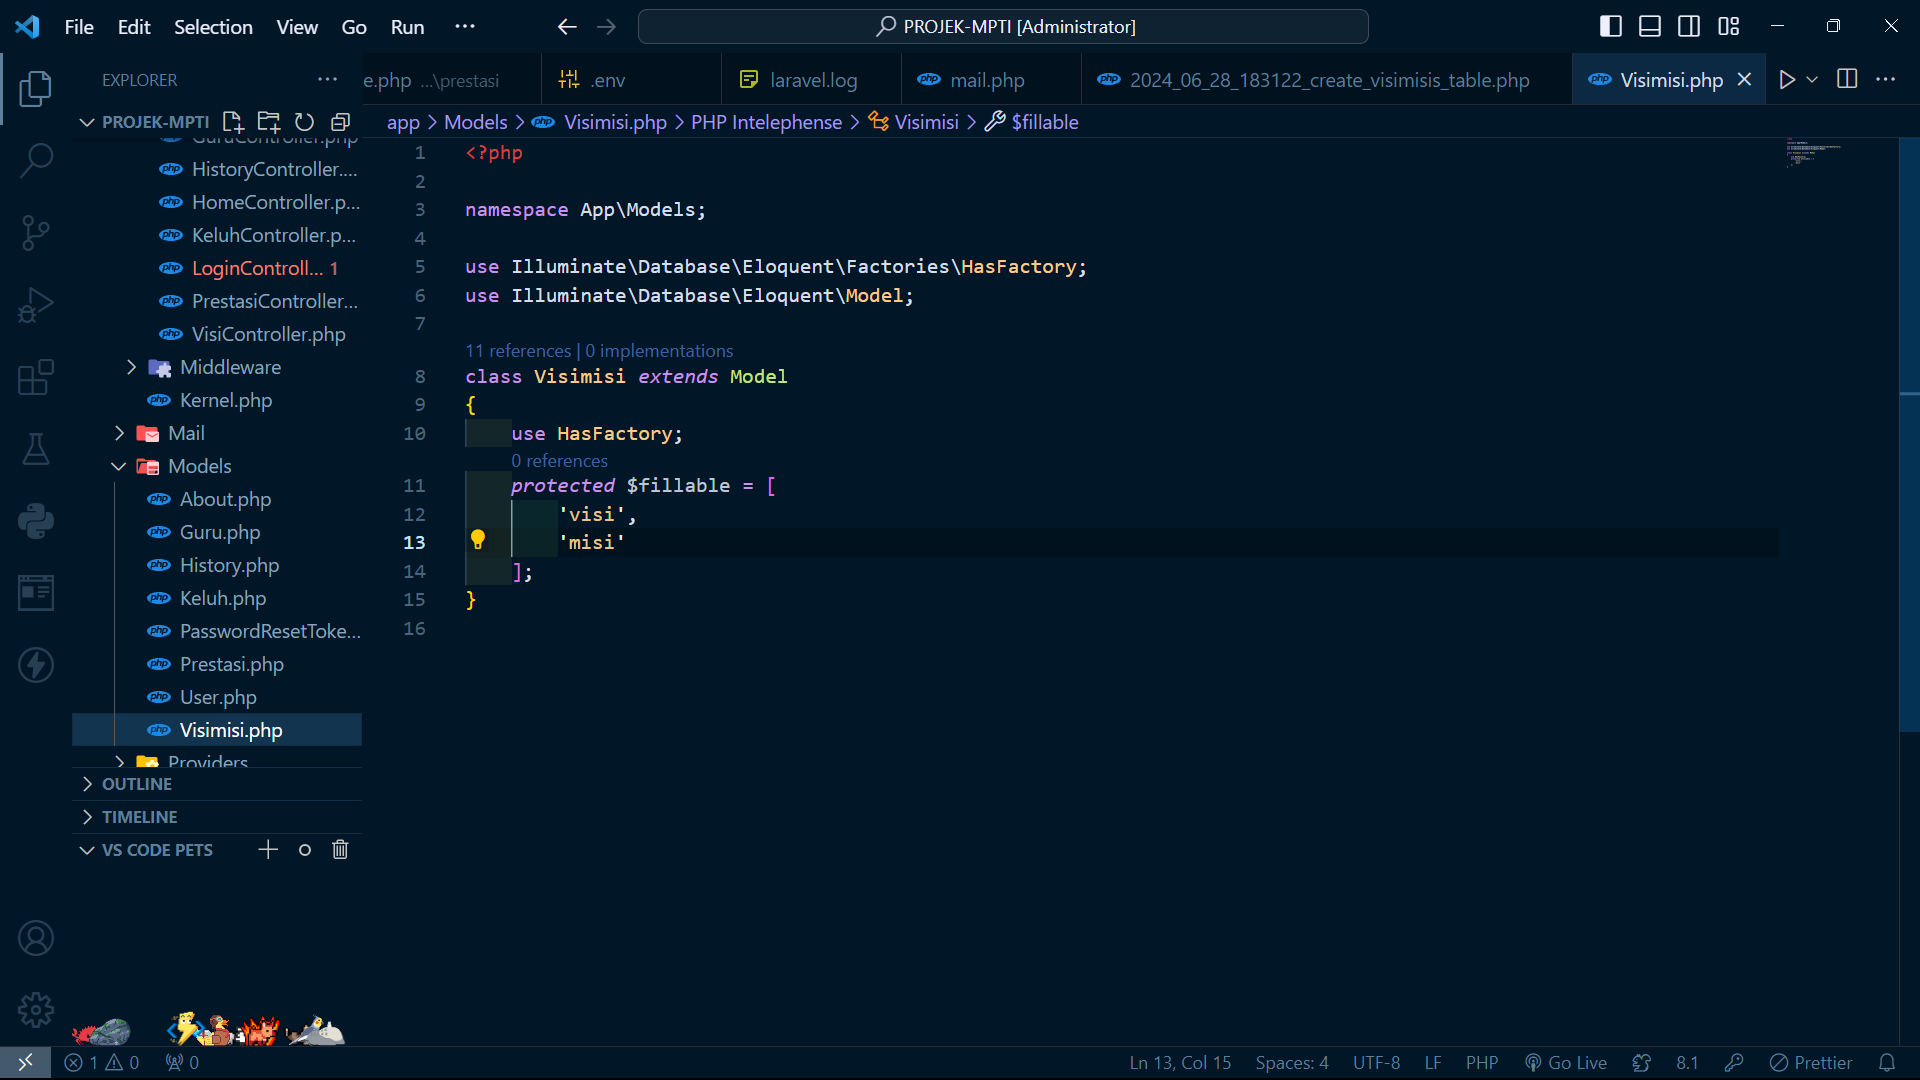 File Edit Selection View Go Run ···
PROJEK-MPTI [Administrator]
EXPLORER ···
e.php ...\prestasi
.env
laravel.log
mail.php
2024_06_28_183122_create_visimisis_table.php
Visimisi.php
PROJEK-MPTI
app > Models > Visimisi.php > PHP Intelephense > Visimisi > $fillable
GuruController.php
HistoryController....
HomeController.p...
KeluhController.p...
LoginControll... 1
PrestasiController...
VisiController.php
Middleware
Kernel.php
Mail
Models
About.php
Guru.php
History.php
Keluh.php
PasswordResetToke...
Prestasi.php
User.php
Visimisi.php
Providers
OUTLINE
TIMELINE
VS CODE PETS
1 <?php
2
3 namespace App\Models;
4
5 use Illuminate\Database\Eloquent\Factories\HasFactory;
6 use Illuminate\Database\Eloquent\Model;
7
11 references | 0 implementations
8 class Visimisi extends Model
9 {
10 use HasFactory;
0 references
11 protected $fillable = [
12 'visi',
13 'misi'
14 ];
15 }
16
1 0 0
Ln 13, Col 15 Spaces: 4 UTF-8 LF PHP Go Live 8.1 Prettier